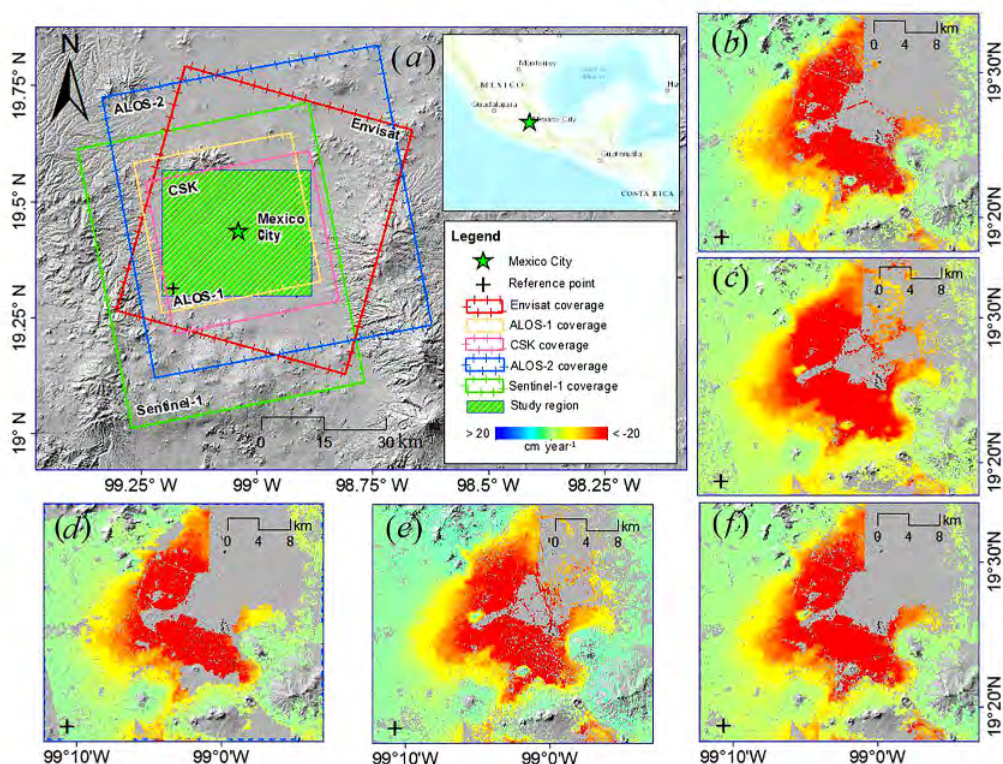 N
(a)
ALOS-2
Envisat
CSK
Mexico
City
ALOS-1
Sentinel-1
0 15 30 km
19.75° N
19.5° N
19.25° N
19° N
99.25° W 99° W 98.75° W 98.5° W 98.25° W
Monterrey
MEXICO
Guadalajara
Mexico City
Guatemala
COSTA RICA
Legend
Mexico City
Reference point
Envisat coverage
ALOS-1 coverage
CSK coverage
ALOS-2 coverage
Sentinel-1 coverage
Study region
> 20 < -20
cm year-1
(b)
km
0 4 8
19°30' N
19°20' N
(c)
km
0 4 8
19°30' N
19°20' N
(d)
km
0 4 8
99°10' W 99°0' W
(e)
km
0 4 8
99°10' W 99°0' W
(f)
km
0 4 8
19°30' N
19°20' N
99°10' W 99°0' W